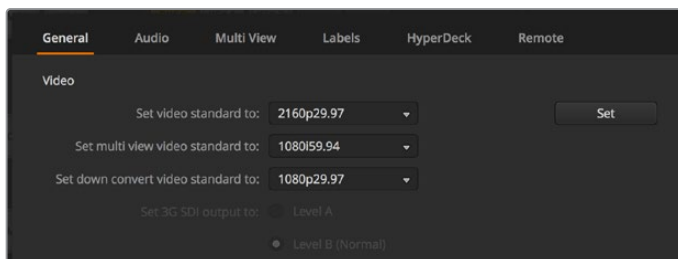 General Audio Multi View Labels HyperDeck Remote
Video
Set video standard to: 2160p29.97 Set
Set multi view video standard to: 1080i59.94
Set down convert video standard to: 1080p29.97
Set 3G SDI output to: Level A
Level B (Normal)